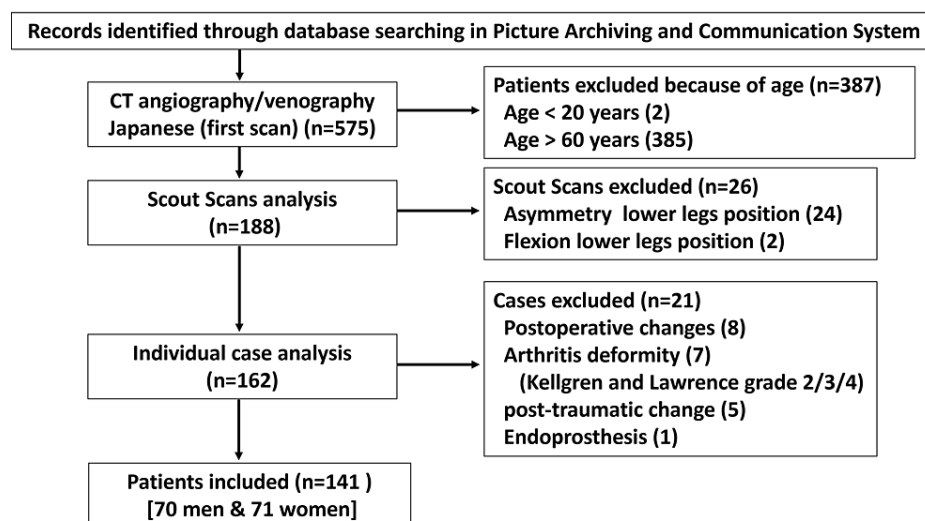 Records identified through database searching in Picture Archiving and Communication System
CT angiography/venography
Japanese (first scan) (n=575)
Patients excluded because of age (n=387)
Age < 20 years (2)
Age > 60 years (385)
Scout Scans analysis
(n=188)
Scout Scans excluded (n=26)
Asymmetry lower legs position (24)
Flexion lower legs position (2)
Individual case analysis
(n=162)
Cases excluded (n=21)
Postoperative changes (8)
Arthritis deformity (7)
(Kellgren and Lawrence grade 2/3/4)
post-traumatic change (5)
Endoprosthesis (1)
Patients included (n=141 )
[70 men & 71 women]